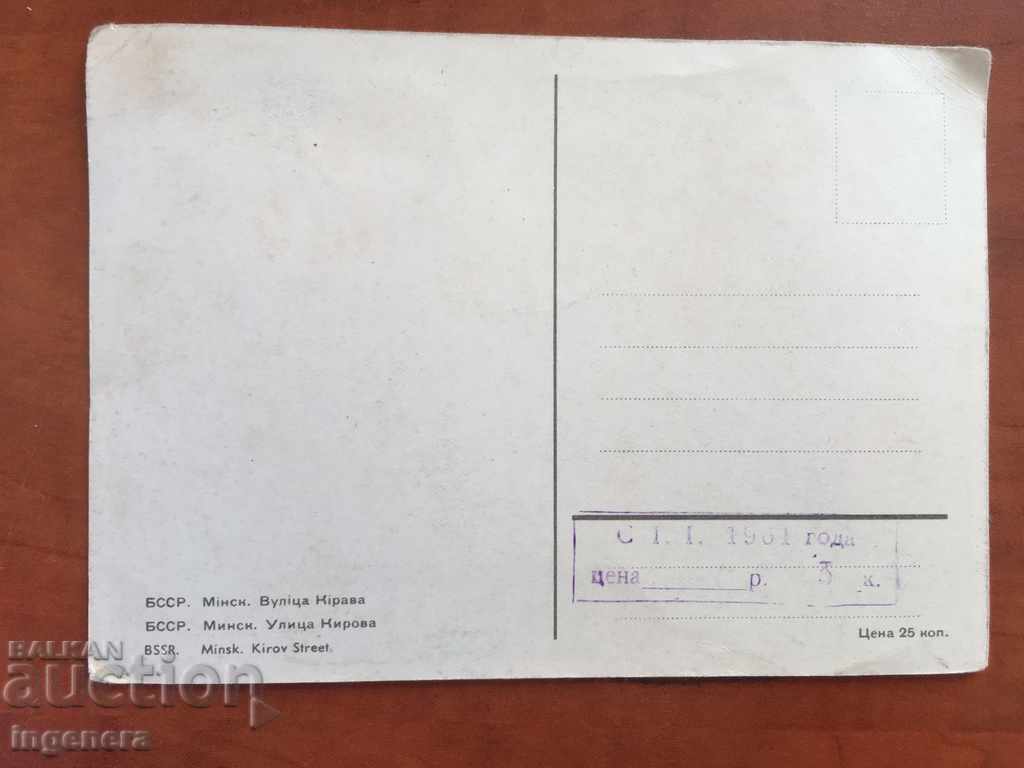 С 1.I. 1961 года
цена р. 3 к.
БССР. Мінск. Вуліца Кірава
БССР. Минск. Улица Кирова
BSSR. Minsk. Kirov Street
Цена 25 коп.
BALKAN
auction
ingenera